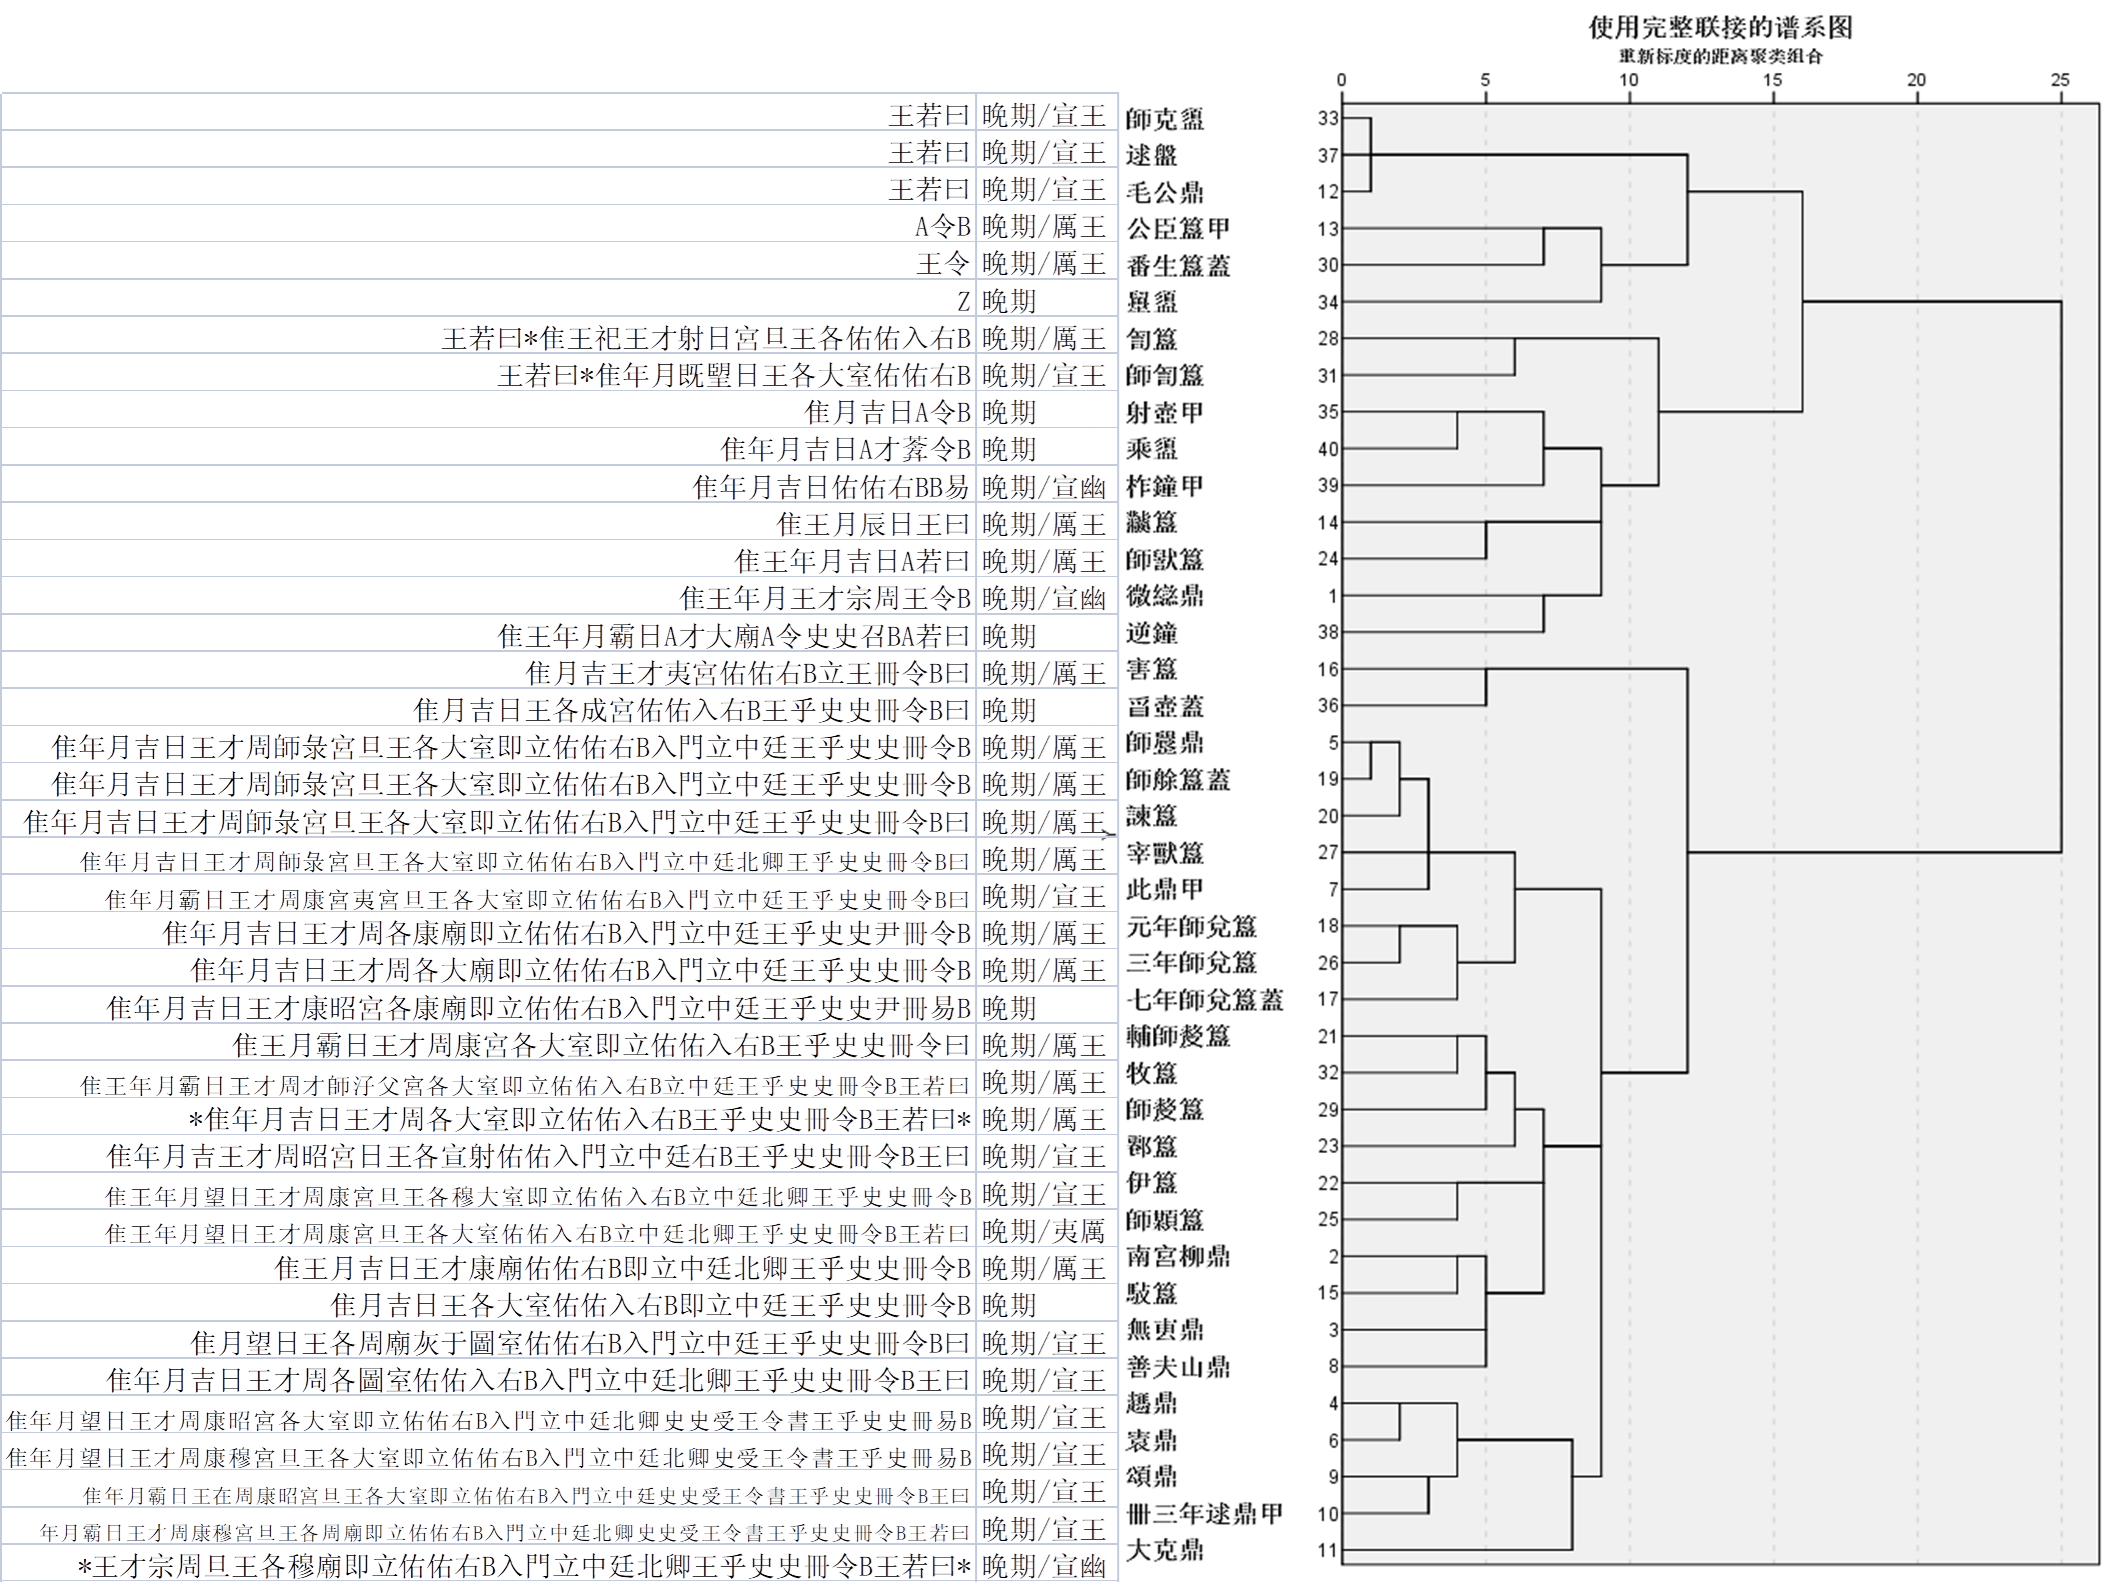 使用完整联接的谱系图
重新标度的距离聚类组合
0 5 10 15 20 25
王若曰 晚期/宣王 師克盨 33
王若曰 晚期/宣王 逨盤 37
王若曰 晚期/宣王 毛公鼎 12
A令B 晚期/厲王 公臣簋甲 13
王令 晚期/厲王 番生簋蓋 30
Z 晚期 盨 34
王若曰*隹王祀王才射日宮旦王各佑佑入右B 晚期/厲王 訇簋 28
王若曰*隹年月既朢日王各大室佑佑右B 晚期/宣王 師訇簋 31
隹月吉日A令B 晚期 射壺甲 35
隹年月吉日A才葊令B 晚期 乘盨 40
隹年月吉日佑佑右BB易 晚期/宣幽 柞鐘甲 39
隹王月辰日王曰 晚期/厲王 簋 14
隹王年月吉日A若曰 晚期/厲王 師獸簋 24
隹王年月王才宗周王令B 晚期/宣幽 微鼎 1
隹王年月霸日A才大廟A令史史召BA若曰 晚期 逆鐘 38
隹月吉王才夷宮佑佑右B立王冊令B曰 晚期/厲王 害簋 16
隹月吉日王各成宮佑佑入右B王乎史史冊令B曰 晚期 壺蓋 36
隹年月吉日王才周師彔宮旦王各大室即立佑佑右B入門立中廷王乎史史冊令B 晚期/厲王 師鼎 5
隹年月吉日王才周師彔宮旦王各大室即立佑佑右B入門立中廷王乎史史冊令B 晚期/厲王 師艅簋蓋 19
隹年月吉日王才周師彔宮旦王各大室即立佑佑右B入門立中廷王乎史史冊令B曰 晚期/厲王 諫簋 20
隹年月吉日王才周師彔宮旦王各大室即立佑佑右B入門立中廷北卿王乎史史冊令B曰 晚期/厲王 宰獸簋 27
隹年月霸日王才周康宮夷宮旦王各大室即立佑佑右B入門立中廷王乎史史冊令B曰 晚期/宣王 此鼎甲 7
隹年月吉日王才周各康廟即立佑佑右B入門立中廷王乎史史尹冊令B 晚期/厲王 元年師兌簋 18
隹年月吉日王才周各大廟即立佑佑右B入門立中廷王乎史史冊令B 晚期/厲王 三年師兌簋 26
隹年月吉日王才康昭宮各康廟即立佑佑右B入門立中廷王乎史史尹冊易B 晚期 七年師兌簋蓋 17
隹王月霸日王才周康宮各大室即立佑佑入右B王乎史史冊令曰 晚期/厲王 輔師嫠簋 21
隹王年月霸日王才周才師汓父宮各大室即立佑佑入右B立中廷王乎史史冊令B王若曰 晚期/厲王 牧簋 32
*隹年月吉日王才周各大室即立佑佑入右B王乎史史冊令B王若曰* 晚期/厲王 師嫠簋 29
隹年月吉王才周昭宮日王各宣射佑佑入門立中廷右B王乎史史冊令B王曰 晚期/宣王 鄀簋 23
隹王年月望日王才周康宮旦王各穆大室即立佑佑入右B立中廷北卿王乎史史冊令B 晚期/宣王 伊簋 22
隹王年月望日王才周康宮旦王各大室佑佑入右B立中廷北卿王乎史史冊令B王若曰 晚期/夷厲 師顈簋 25
隹王月吉日王才康廟佑佑右B即立中廷北卿王乎史史冊令B 晚期/厲王 南宮柳鼎 2
隹月吉日王各大室佑佑入右B即立中廷王乎史史冊令B 晚期 簋 15
隹月望日王各周廟灰于圖室佑佑右B入門立中廷王乎史史冊令B曰 晚期/宣王 無叀鼎 3
隹年月吉日王才周各圖室佑佑入右B入門立中廷北卿王乎史史冊令B王曰 晚期/宣王 善夫山鼎 8
隹年月望日王才周康昭宮各大室即立佑佑右B入門立中廷北卿史史受王令書王乎史史冊易B 晚期/宣王 鼎 4
隹年月望日王才周康穆宮旦王各大室即立佑佑右B入門立中廷北卿史受王令書王乎史冊易B 晚期/宣王 袁鼎 6
隹年月霸日王在周康昭宮旦王各大室即立佑佑右B入門立中廷史史受王令書王乎史史冊令B王曰 晚期/宣王 頌鼎 9
年月霸日王才周康穆宮旦王各周廟即立佑佑右B入門立中廷北卿史史受王令書王乎史史冊令B王若曰 晚期/宣王 卌三年逨鼎甲 10
*王才宗周旦王各穆廟即立佑佑右B入門立中廷北卿王乎史史冊令B王若曰* 晚期/宣幽 大克鼎 11